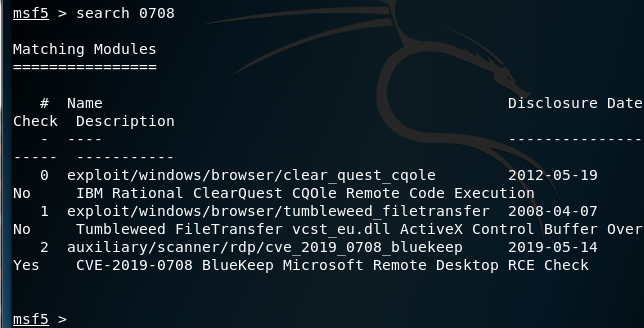 msf5 > search 0708
Matching Modules
================
# Name Disclosure Date
Check Description
- ---- ---------------
----- -----------
0 exploit/windows/browser/clear_quest_cqole 2012-05-19
No IBM Rational ClearQuest CQOle Remote Code Execution
1 exploit/windows/browser/tumbleweed_filetransfer 2008-04-07
No Tumbleweed FileTransfer vcst_eu.dll ActiveX Control Buffer Over
2 auxiliary/scanner/rdp/cve_2019_0708_bluekeep 2019-05-14
Yes CVE-2019-0708 BlueKeep Microsoft Remote Desktop RCE Check
msf5 >